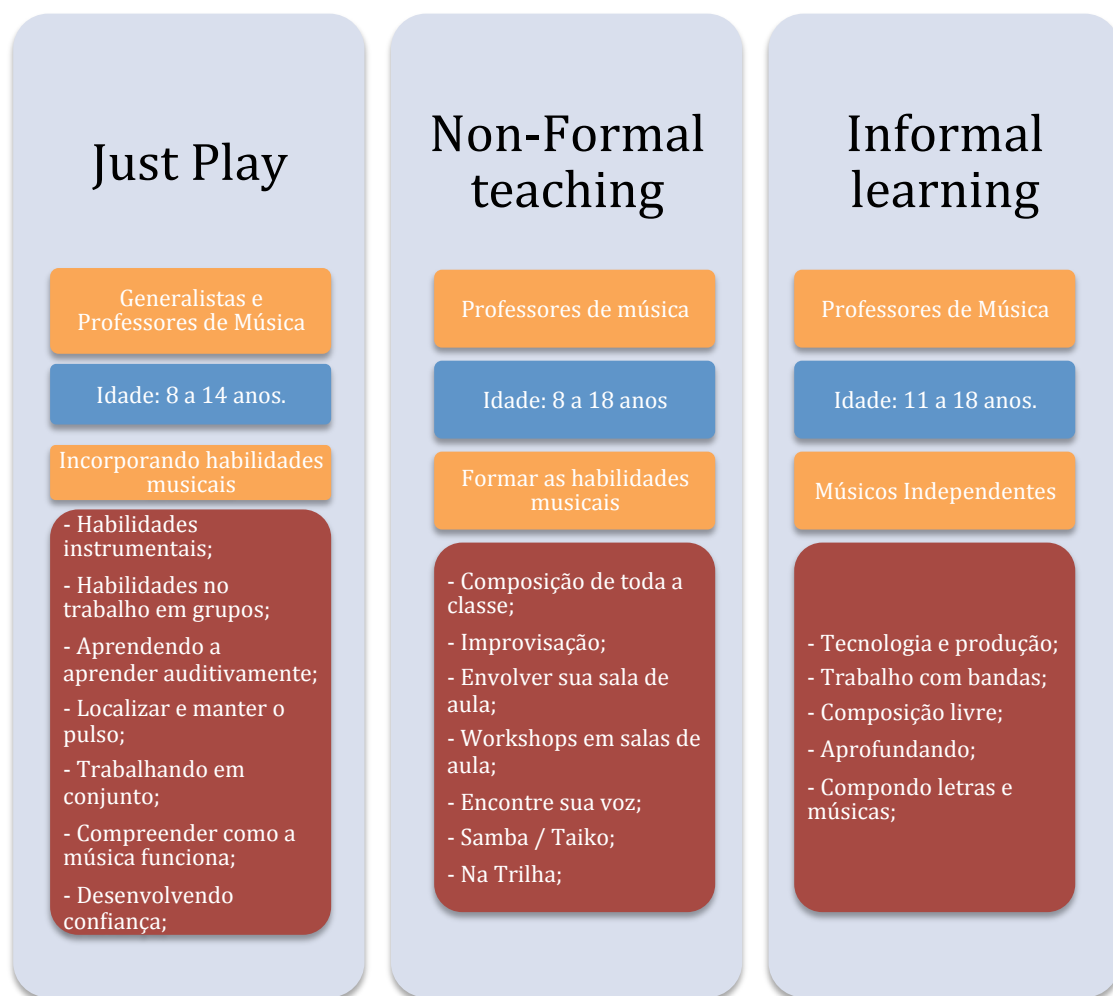 Just Play
Generalistas e
Professores de Música
Idade: 8 a 14 anos.
Incorporando habilidades
musicais
- Habilidades
instrumentais;
- Habilidades no
trabalho em grupos;
- Aprendendo a
aprender auditivamente;
- Localizar e manter o
pulso;
- Trabalhando em
conjunto;
- Compreender como a
música funciona;
- Desenvolvendo
confiança;
Non-Formal
teaching
Professores de música
Idade: 8 a 18 anos
Formar as habilidades
musicais
- Composição de toda a
classe;
- Improvisação;
- Envolver sua sala de
aula;
- Workshops em salas de
aula;
- Encontre sua voz;
- Samba / Taiko;
- Na Trilha;
Informal
learning
Professores de Música
Idade: 11 a 18 anos.
Músicos Independentes
- Tecnologia e produção;
- Trabalho com bandas;
- Composição livre;
- Aprofundando;
- Compondo letras e
músicas;